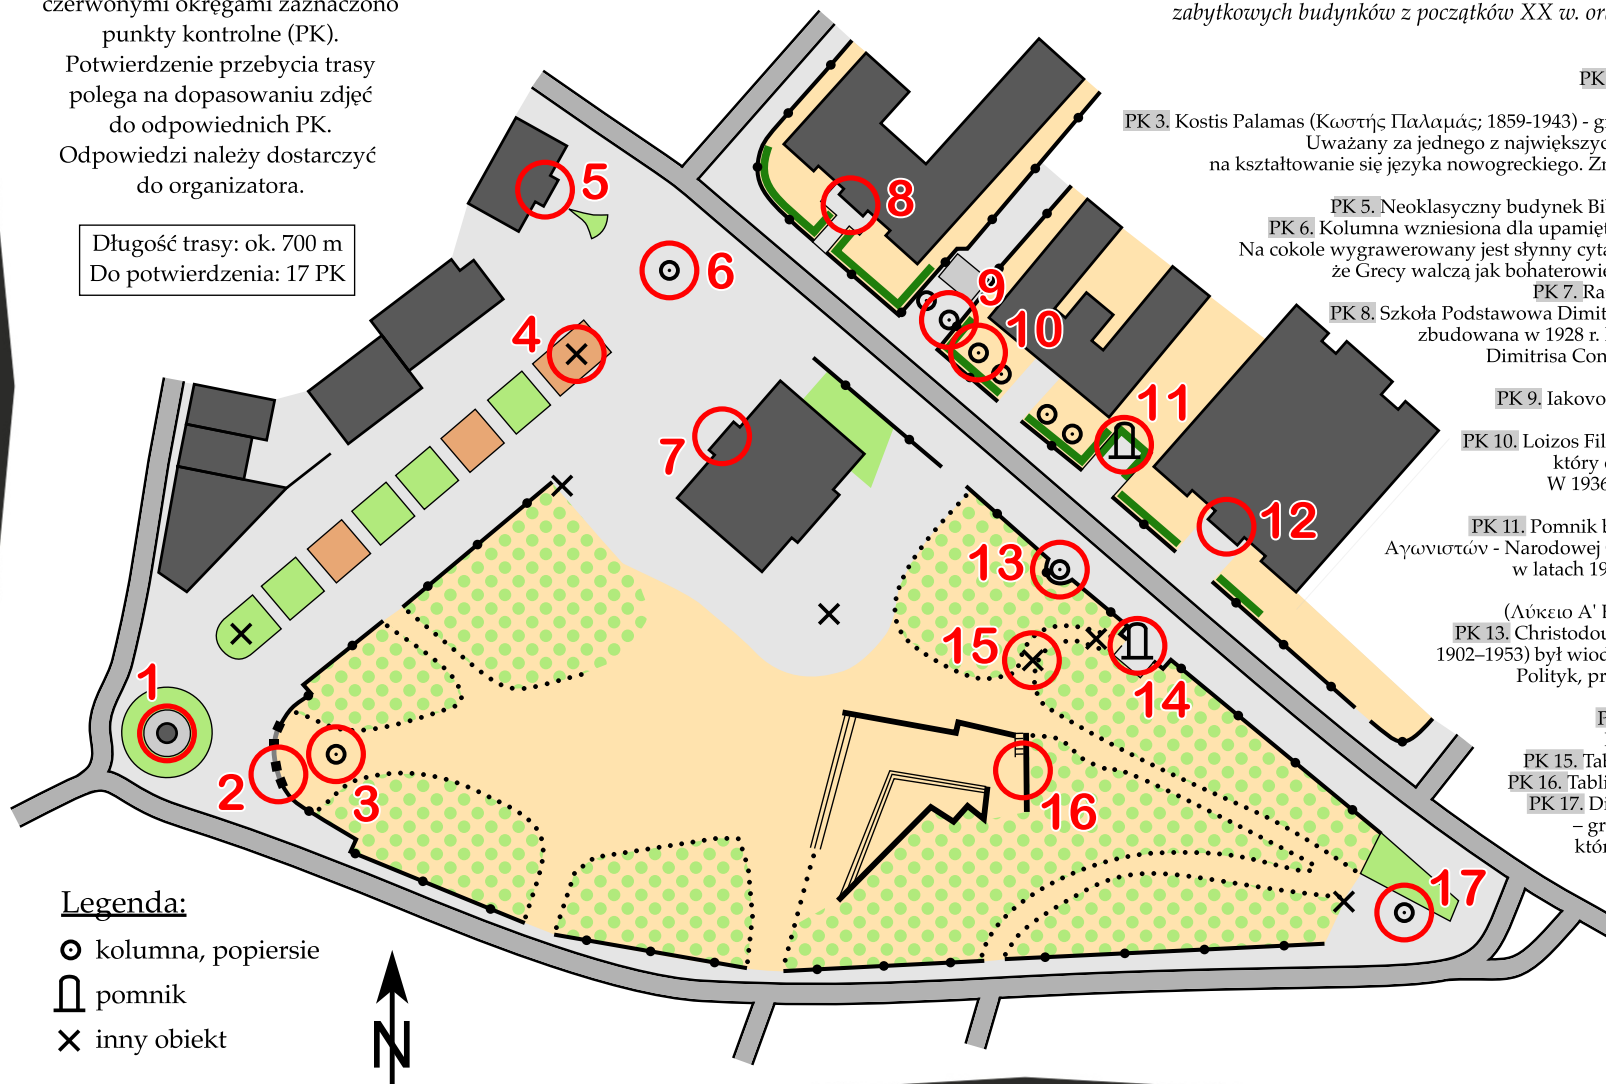 czerwonymi okręgami zaznaczono
punkty kontrolne (PK).
Potwierdzenie przebycia trasy
polega na dopasowaniu zdjęć
do odpowiednich PK.
Odpowiedzi należy dostarczyć
do organizatora.
Długość trasy: ok. 700 m
Do potwierdzenia: 17 PK
zabytkowych budynków z początków XX w.
PK
PK 3. Kostis Palamas (Κωστής Παλαμάς; 1859-1943) -
Uważany za jednego z
na kształtowanie się języka nowogreckiego.
PK 5. Neoklasyczny budynek
PK 6. Kolumna wzniesiona dla
Na cokole wygrawerowany jest słynny
że Grecy walczą jak
PK 7.
PK 8. Szkoła Podstawowa
zbudowana w 1928 r.
Dimitrisa
PK 9.
PK 10. Loizos
który
W 1936
PK 11. Pomnik
Αγωνιστών - Narodowej
w latach
(Λύκειο Α'
PK 13.
1902–1953) był
Polityk,
PK 15.
PK 16.
PK 17.
5
8
6
9
4
10
11
7
12
13
15
1
14
2
3
16
17
Legenda:
kolumna, popiersie
pomnik
inny obiekt
N